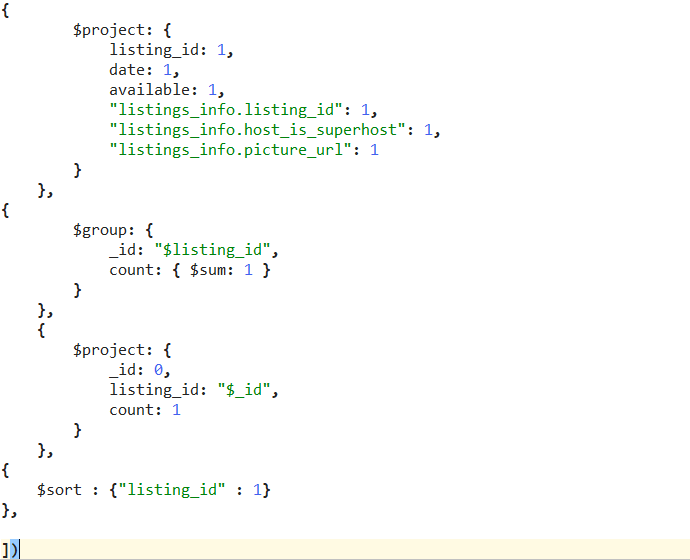 {
        $project: {
            listing_id: 1,
            date: 1,
            available: 1,
            "listings_info.listing_id": 1,
            "listings_info.host_is_superhost": 1,
            "listings_info.picture_url": 1
        }
    },
{
        $group: {
            _id: "$listing_id",
            count: { $sum: 1 }
        }
    },
    {
        $project: {
            _id: 0,
            listing_id: "$_id",
            count: 1
        }
    },
{
    $sort : {"listing_id" : 1}
},

])